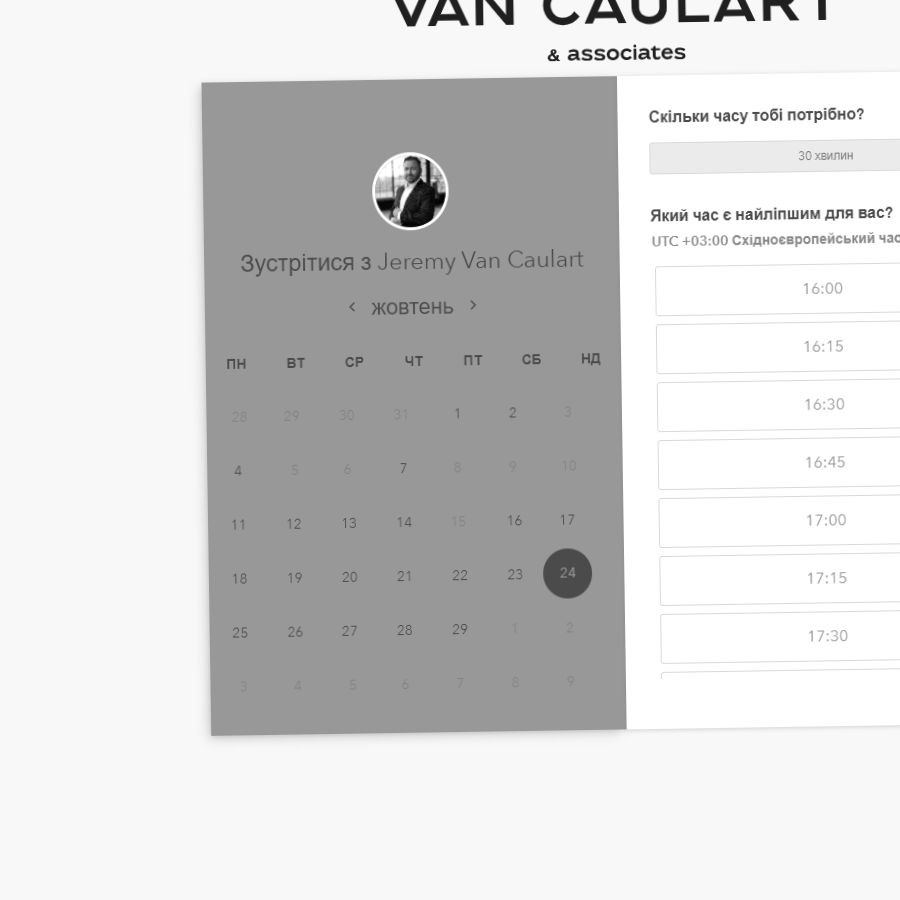 VAN CAULART
& associates
Зустрітися з Jeremy Van Caulart
‹ жовтень ›
ПН ВТ СР ЧТ ПТ СБ НД
28 29 30 31 1 2 3
4 5 6 7 8 9 10
11 12 13 14 15 16 17
18 19 20 21 22 23 24
25 26 27 28 29 1 2
3 4 5 6 7 8 9
Скільки часу тобі потрібно?
30 хвилин
Який час є найліпшим для вас?
UTC +03:00 Східноєвропейський час
16:00
16:15
16:30
16:45
17:00
17:15
17:30